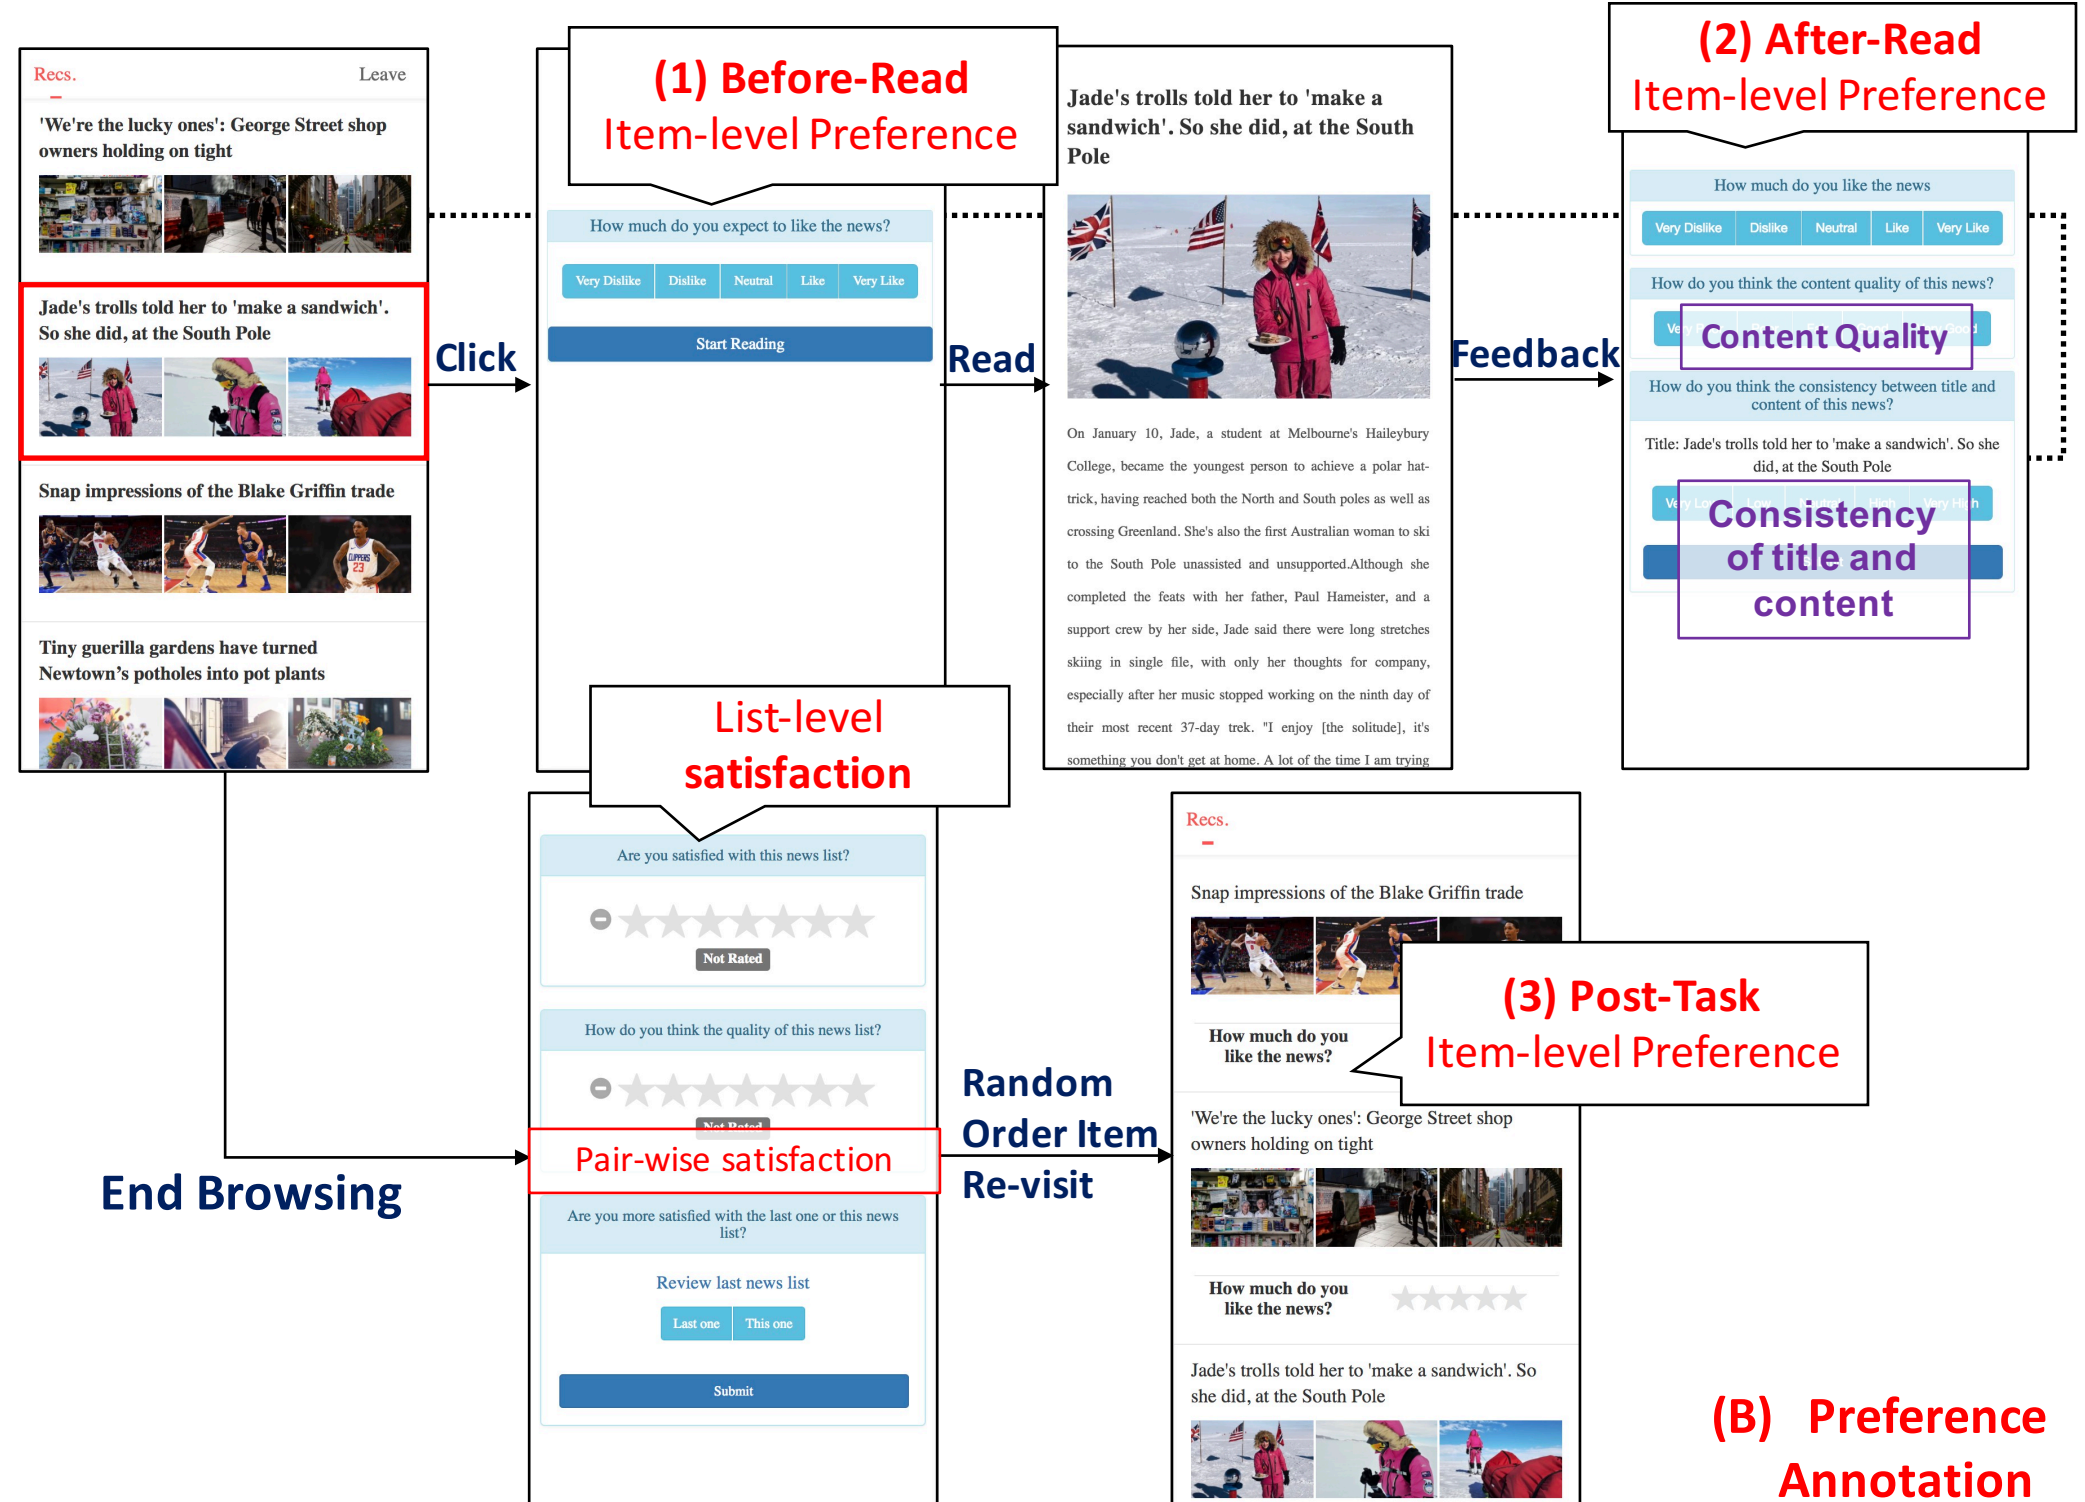 Recs.
Leave
'We're the lucky ones': George Street shop
owners holding on tight
Jade's trolls told her to 'make a sandwich'.
So she did, at the South Pole
Snap impressions of the Blake Griffin trade
Tiny guerilla gardens have turned
Newtown's potholes into pot plants
Click
(1) Before-Read
Item-level Preference
How much do you expect to like the news?
Very Dislike Dislike Neutral Like Very Like
Start Reading
Read
Jade's trolls told her to 'make a
sandwich'. So she did, at the South
Pole
On January 10, Jade, a student at Melbourne's Haileybury
College, became the youngest person to achieve a polar hat-
trick, having reached both the North and South poles as well as
crossing Greenland. She's also the first Australian woman to ski
to the South Pole unassisted and unsupported.Although she
completed the feats with her father, Paul Hameister, and a
support crew by her side, Jade said there were long stretches
skiing in single file, with only her thoughts for company,
especially after her music stopped working on the ninth day of
their most recent 37-day trek. "I enjoy [the solitude], it's
something you don't get at home. A lot of the time I am trying
Feedback
(2) After-Read
Item-level Preference
How much do you like the news
Very Dislike Dislike Neutral Like Very Like
How do you think the content quality of this news?
Content Quality
How do you think the consistency between title and
content of this news?
Title: Jade's trolls told her to 'make a sandwich'. So she
did, at the South Pole
Consistency
of title and
content
End Browsing
List-level
satisfaction
Are you satisfied with this news list?
Not Rated
How do you think the quality of this news list?
Not Rated
Pair-wise satisfaction
Are you more satisfied with the last one or this news
list?
Review last news list
Last one This one
Submit
Random
Order Item
Re-visit
Recs.
Snap impressions of the Blake Griffin trade
How much do you
like the news?
(3) Post-Task
Item-level Preference
'We're the lucky ones': George Street shop
owners holding on tight
How much do you
like the news?
Jade's trolls told her to 'make a sandwich'. So
she did, at the South Pole
(B) Preference
Annotation